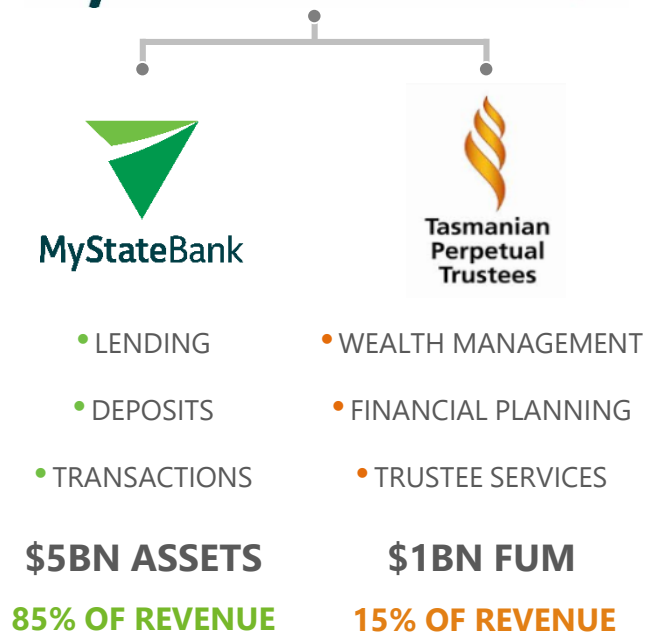 MyStateBank
Tasmanian
Perpetual
Trustees
• LENDING
• DEPOSITS
• TRANSACTIONS
• WEALTH MANAGEMENT
• FINANCIAL PLANNING
• TRUSTEE SERVICES
$5BN ASSETS
85% OF REVENUE
$1BN FUM
15% OF REVENUE